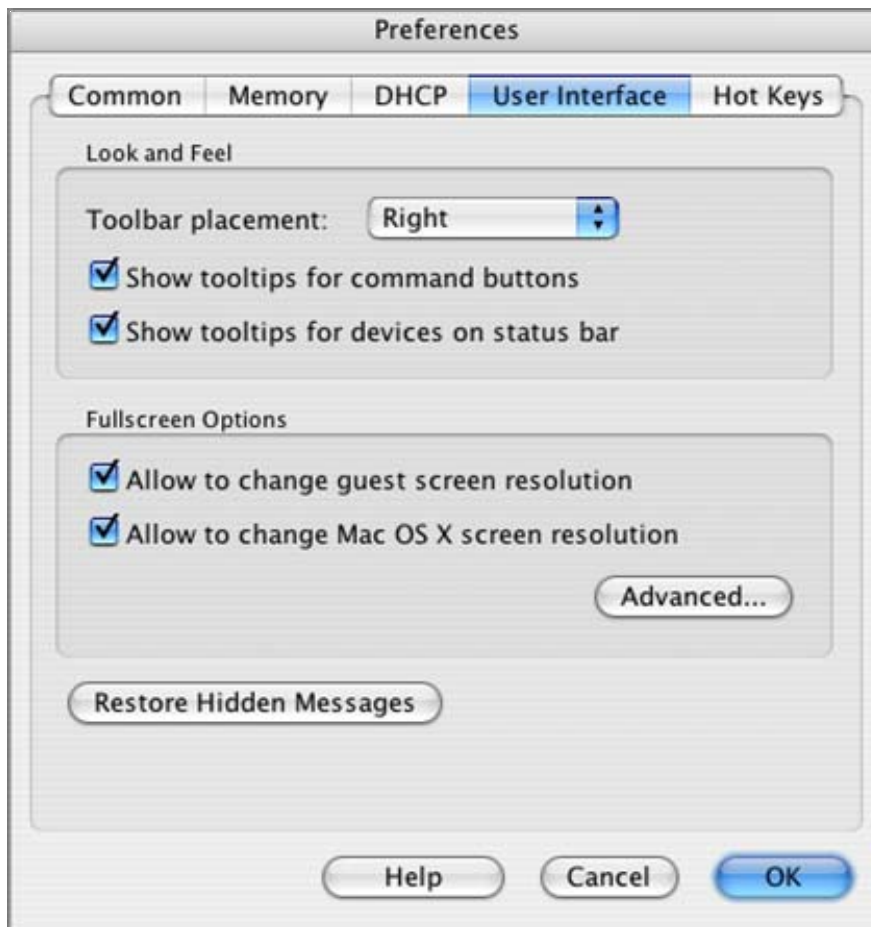 Preferences
Common Memory DHCP User Interface Hot Keys
Look and Feel
Toolbar placement: Right
Show tooltips for command buttons
Show tooltips for devices on status bar
Fullscreen Options
Allow to change guest screen resolution
Allow to change Mac OS X screen resolution
Advanced...
Restore Hidden Messages
Help Cancel OK